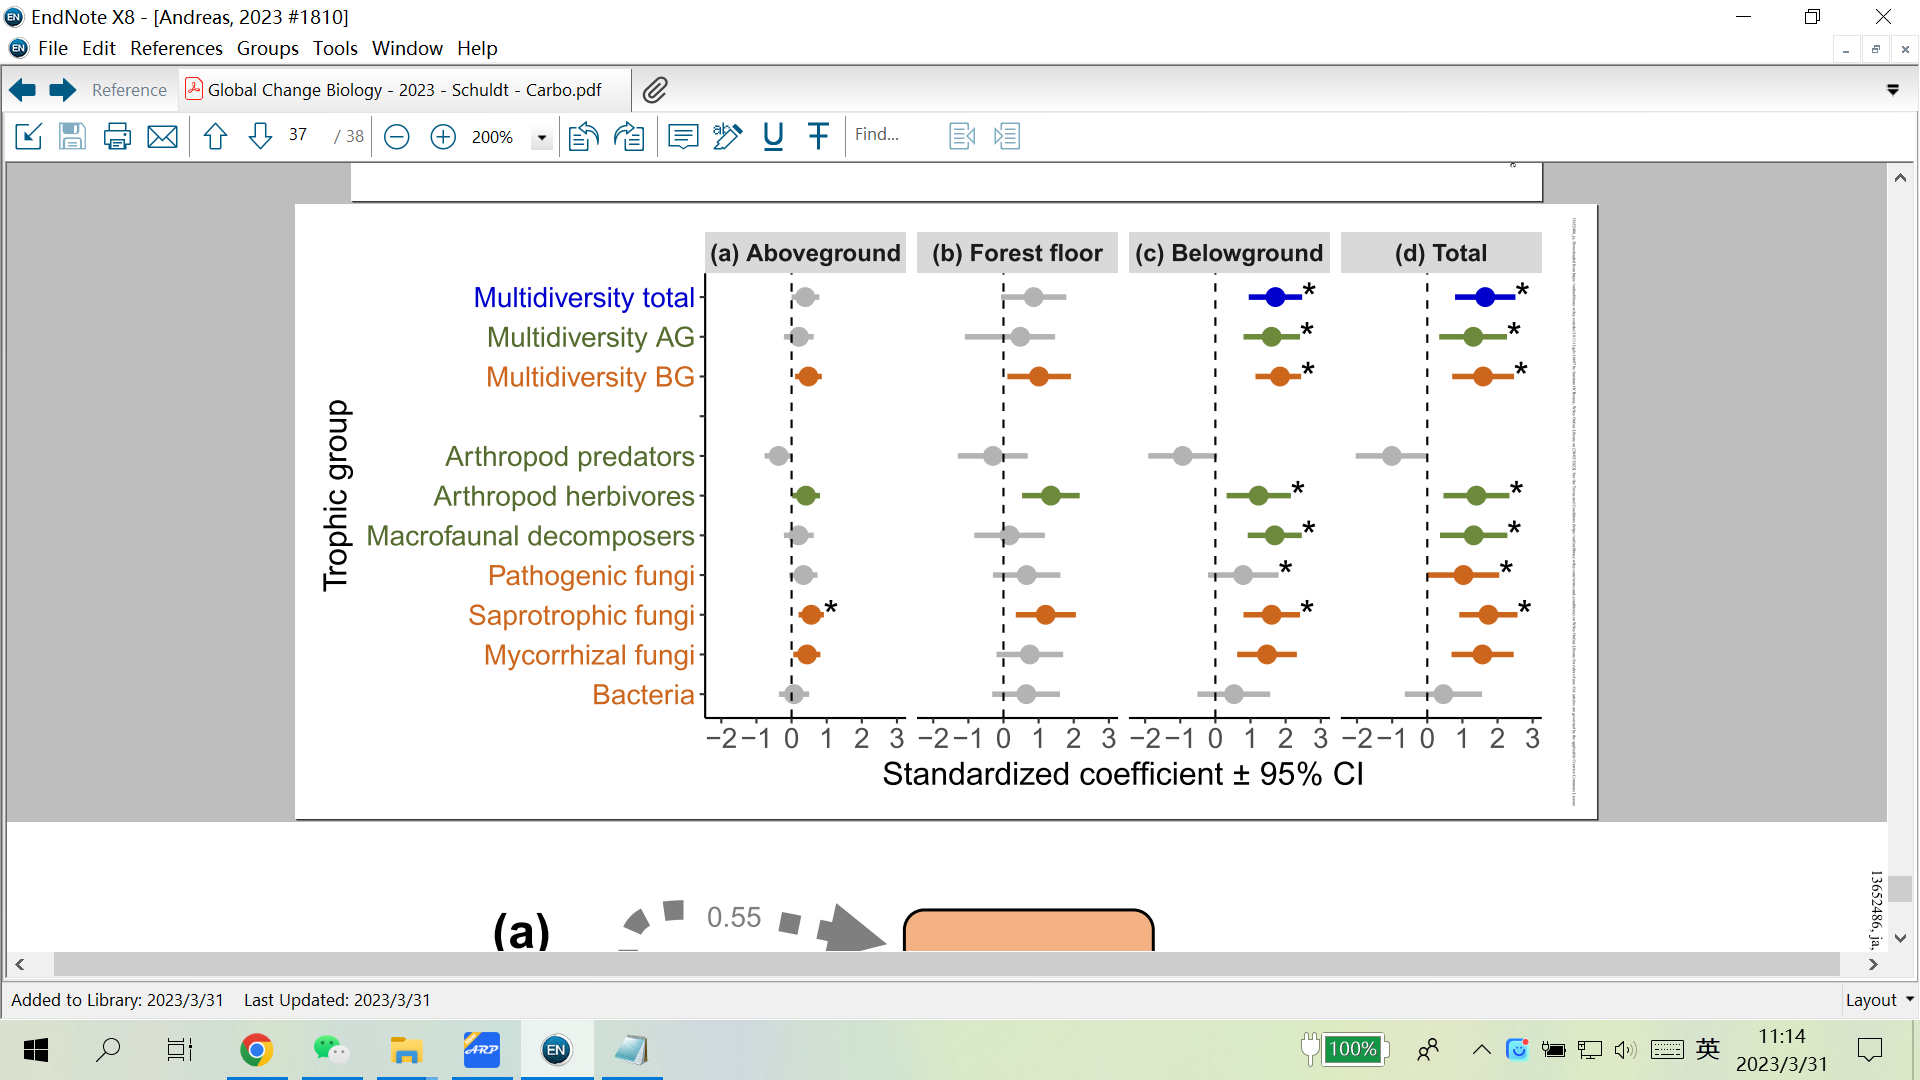 EndNote X8 - [Andreas, 2023 #1810]
File Edit References Groups Tools Window Help
Reference Global Change Biology - 2023 - Schuldt - Carbo.pdf
37 / 38 200% Find...
(a) Aboveground (b) Forest floor (c) Belowground (d) Total
Trophic group
Multidiversity total * *
Multidiversity AG * *
Multidiversity BG * *
Arthropod predators
Arthropod herbivores * *
Macrofaunal decomposers * *
Pathogenic fungi * *
Saprotrophic fungi * * *
Mycorrhizal fungi
Bacteria
−2 −1 0 1 2 3 −2 −1 0 1 2 3 −2 −1 0 1 2 3 −2 −1 0 1 2 3
Standardized coefficient ± 95% CI
(a) 0.55
13652486, ja,
Added to Library: 2023/3/31 Last Updated: 2023/3/31 Layout
ARP EN 100% 英 11:14
2023/3/31